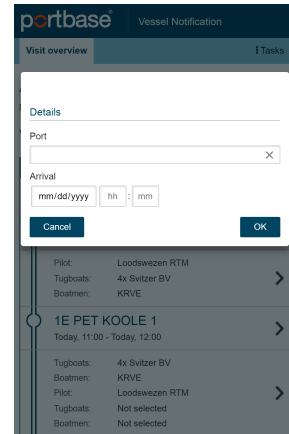 portbase® Vessel Notification
Visit overview Tasks
Details
Port
Arrival
mm/dd/yyyy hh : mm
Cancel OK
Pilot: Loodswezen RTM
Tugboats: 4x Svitzer BV
Boatmen: KRVE
1E PET KOOLE 1
Today, 11:00 - Today, 12:00
Tugboats: 4x Svitzer BV
Boatmen: KRVE
Pilot: Loodswezen RTM
Tugboats: Not selected
Boatmen: Not selected